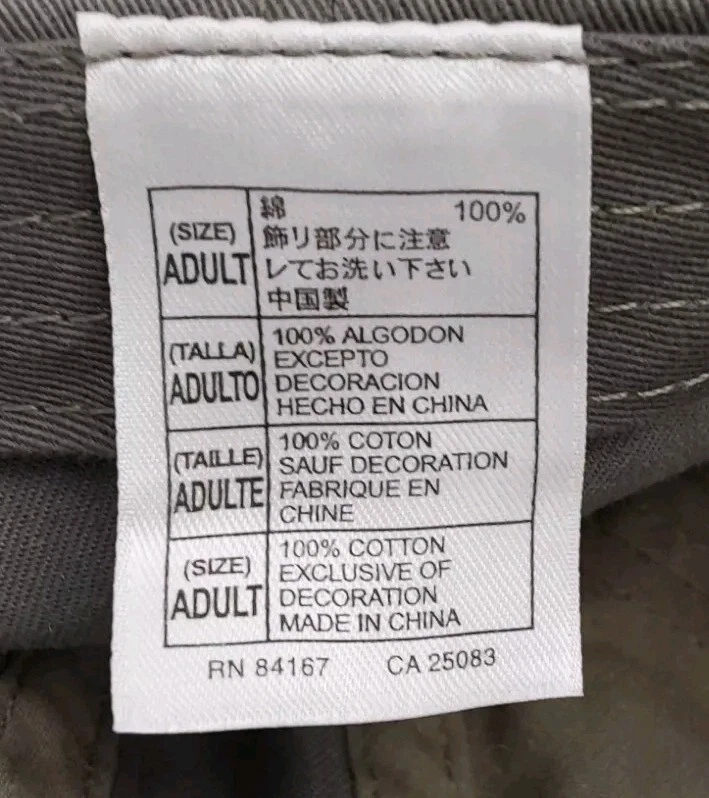 (SIZE)
ADULT
綿 100%
飾リ部分に注意
レてお洗い下さい
中国製
(TALLA)
ADULTO
100% ALGODON
EXCEPTO
DECORACION
HECHO EN CHINA
(TAILLE)
ADULTE
100% COTON
SAUF DECORATION
FABRIQUE EN
CHINE
(SIZE)
ADULT
100% COTTON
EXCLUSIVE OF
DECORATION
MADE IN CHINA
RN 84167 CA 25083